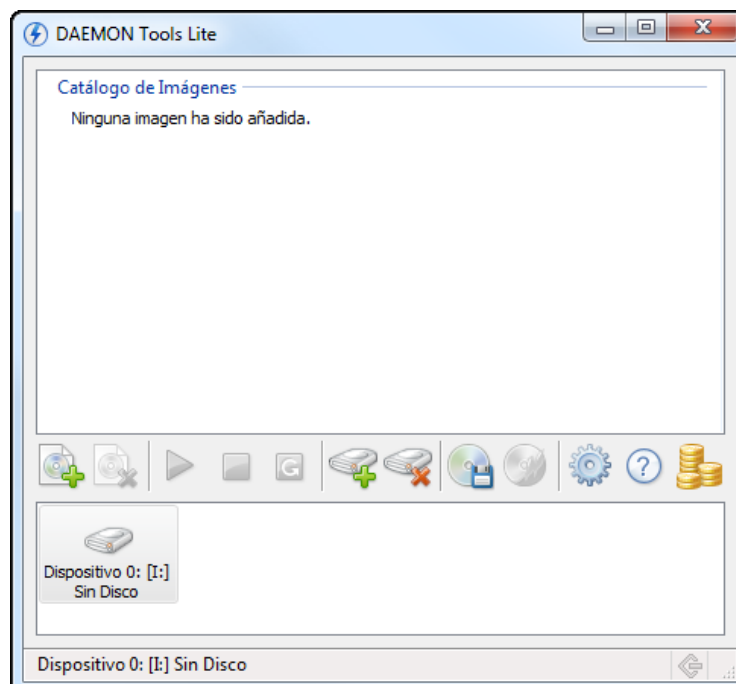 DAEMON Tools Lite
Catálogo de Imágenes
Ninguna imagen ha sido añadida.
Dispositivo 0: [I:]
Sin Disco
Dispositivo 0: [I:] Sin Disco